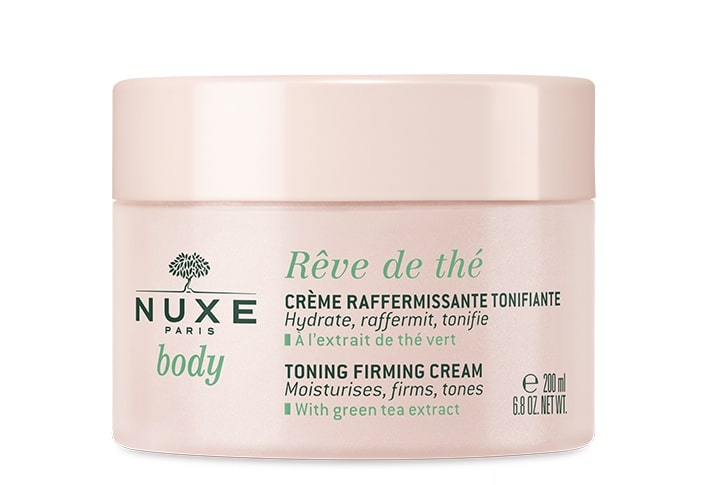 NUXE
PARIS
body
Rêve de thé
CRÈME RAFFERMISSANTE TONIFIANTE
Hydrate, raffermit, tonifie
À l'extrait de thé vert
TONING FIRMING CREAM
Moisturises, firms, tones
With green tea extract
℮ 200 ml
6.8 OZ. NET WT.